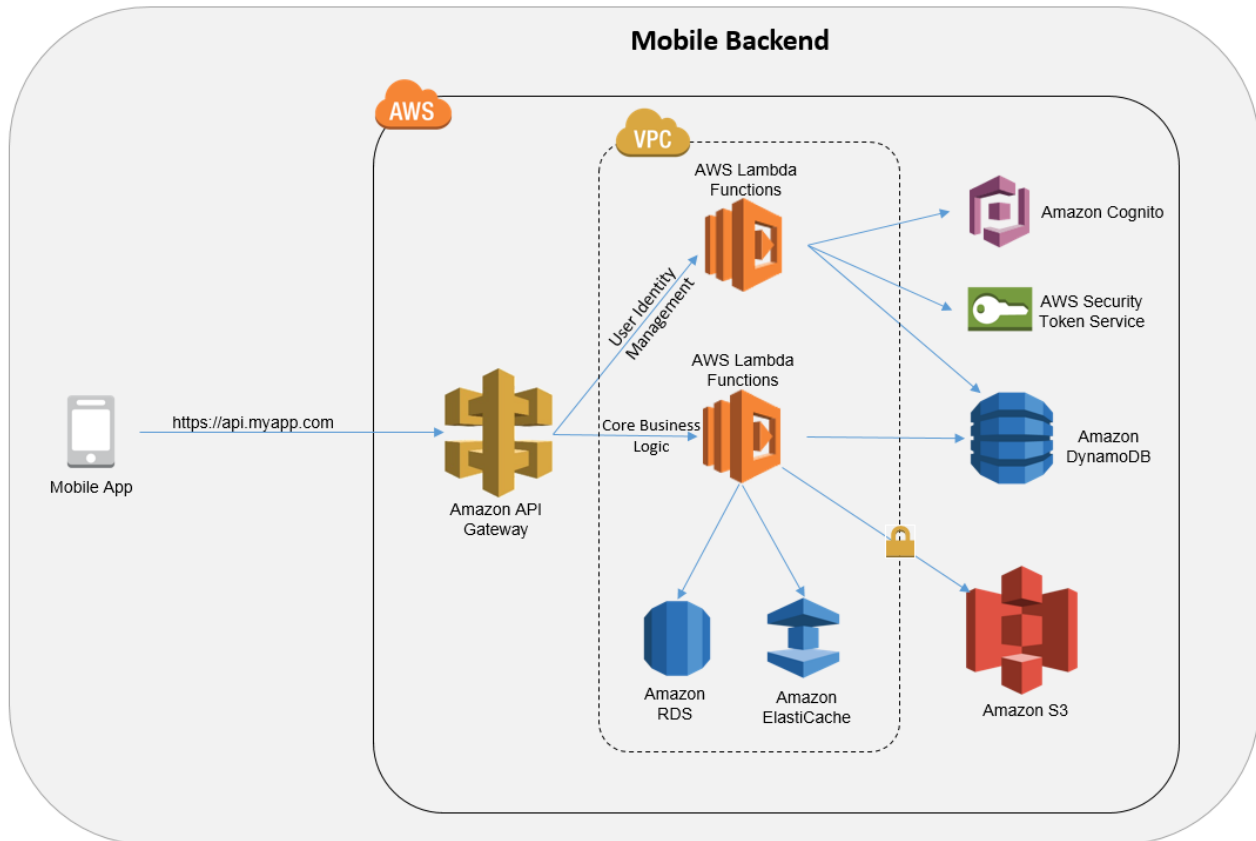 Mobile Backend
AWS
VPC
AWS Lambda
Functions
Amazon Cognito
User Identity
Management
AWS Security
Token Service
AWS Lambda
Functions
https://api.myapp.com
Core Business
Logic
Amazon
DynamoDB
Mobile App
Amazon API
Gateway
Amazon
RDS
Amazon
ElastiCache
Amazon S3